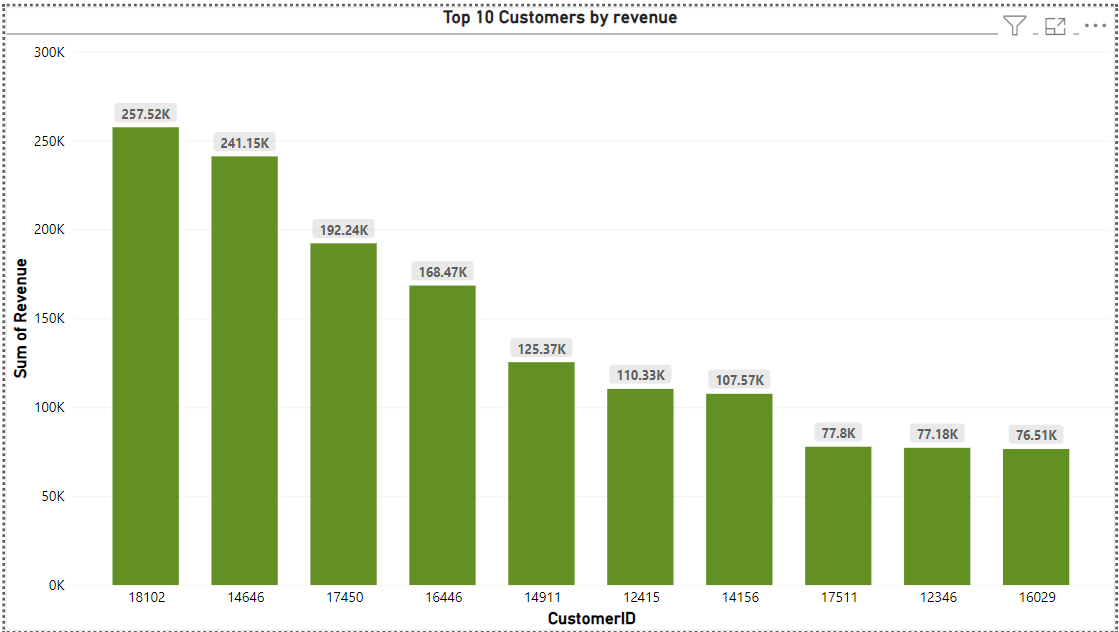 Top 10 Customers by revenue
300K
250K
200K
150K
100K
50K
0K
Sum of Revenue
257.52K
241.15K
192.24K
168.47K
125.37K
110.33K
107.57K
77.8K
77.18K
76.51K
18102 14646 17450 16446 14911 12415 14156 17511 12346 16029
CustomerID